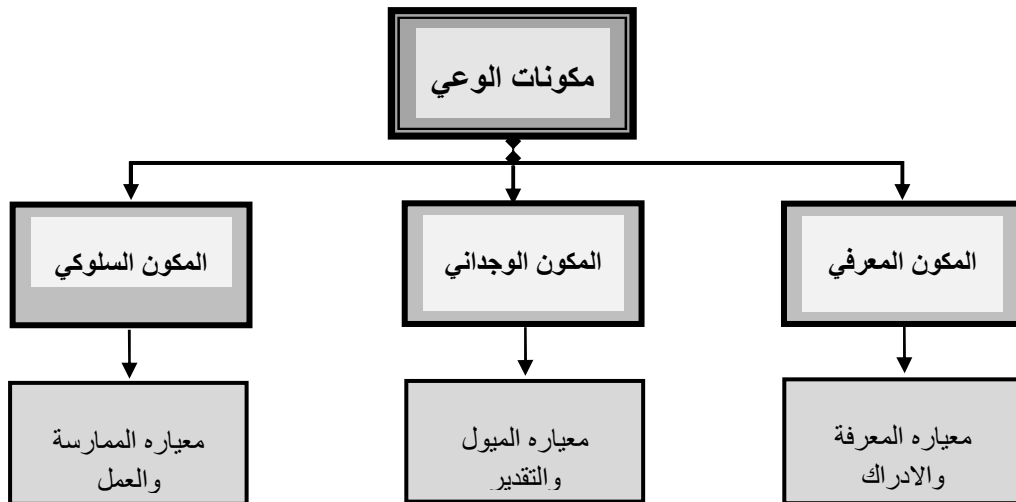 مكونات الوعي
المكون المعرفي
المكون الوجداني
المكون السلوكي
معياره المعرفة
والادراك
معياره الميول
والتقدير
معياره الممارسة
والعمل